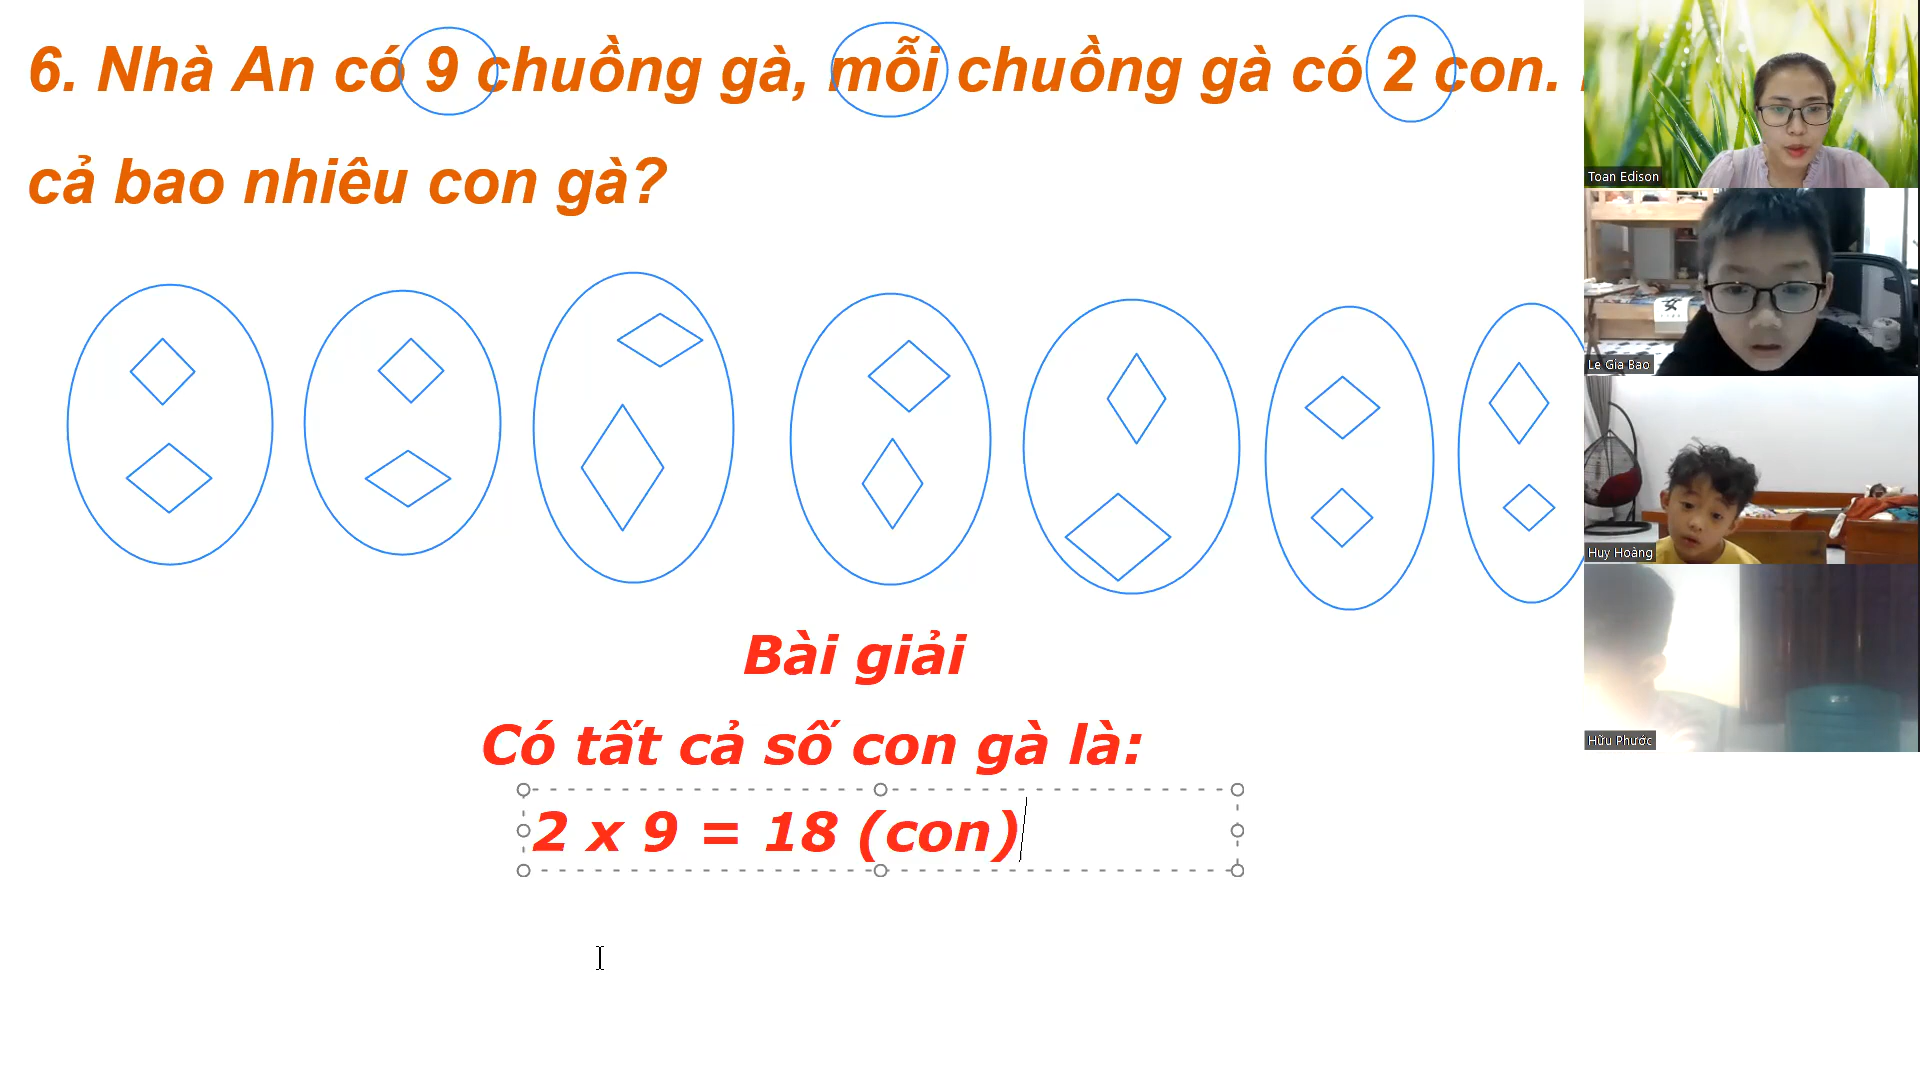 6. Nhà An có 9 chuồng gà, mỗi chuồng gà có 2 con.
cả bao nhiêu con gà?
Bài giải
Có tất cả số con gà là:
2 x 9 = 18 (con)
Toan Edison
Le Gia Bao
Huy Hoàng
Hữu Phước